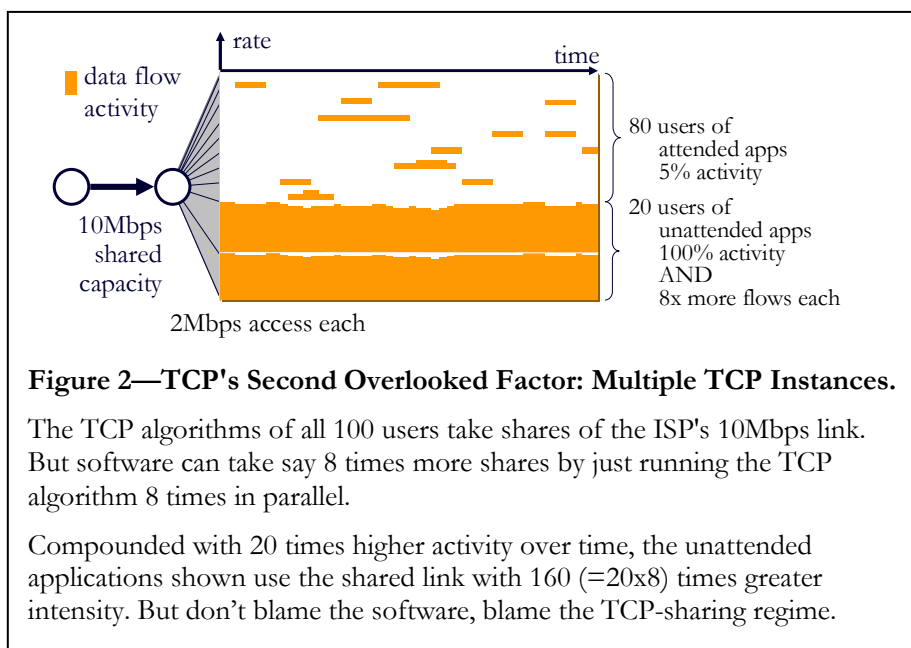 rate
time
data flow
activity
80 users of
attended apps
5% activity
10Mbps
shared
capacity
20 users of
unattended apps
100% activity
AND
8x more flows each
2Mbps access each
Figure 2—TCP's Second Overlooked Factor: Multiple TCP Instances.
The TCP algorithms of all 100 users take shares of the ISP's 10Mbps link.
But software can take say 8 times more shares by just running the TCP
algorithm 8 times in parallel.
Compounded with 20 times higher activity over time, the unattended
applications shown use the shared link with 160 (=20x8) times greater
intensity. But don’t blame the software, blame the TCP-sharing regime.